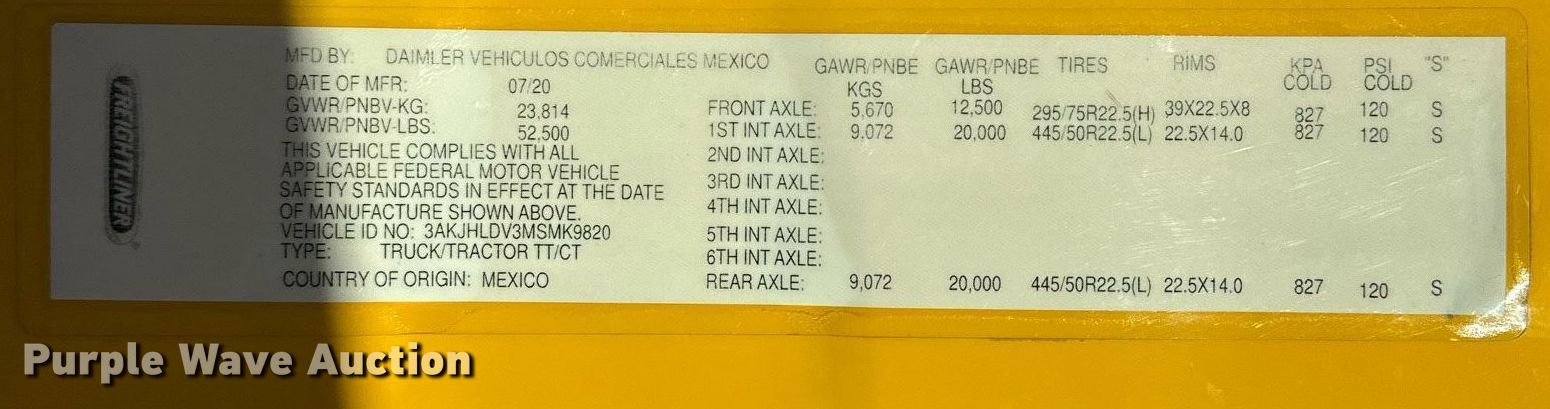 FREIGHTLINER
MFD BY: DAIMLER VEHICULOS COMERCIALES MEXICO
DATE OF MFR: 07/20
GVWR/PNBV-KG: 23,814
GVWR/PNBV-LBS: 52,500
THIS VEHICLE COMPLIES WITH ALL
APPLICABLE FEDERAL MOTOR VEHICLE
SAFETY STANDARDS IN EFFECT AT THE DATE
OF MANUFACTURE SHOWN ABOVE.
VEHICLE ID NO: 3AKJHLDV3MSMK9820
TYPE: TRUCK/TRACTOR TT/CT
COUNTRY OF ORIGIN: MEXICO
GAWR/PNBE GAWR/PNBE TIRES RIMS KPA PSI "S"
KGS LBS COLD COLD
FRONT AXLE: 5,670 12,500 295/75R22.5(H) 39X22.5X8 827 120 S
1ST INT AXLE: 9,072 20,000 445/50R22.5(L) 22.5X14.0 827 120 S
2ND INT AXLE:
3RD INT AXLE:
4TH INT AXLE:
5TH INT AXLE:
6TH INT AXLE:
REAR AXLE: 9,072 20,000 445/50R22.5(L) 22.5X14.0 827 120 S
Purple Wave Auction